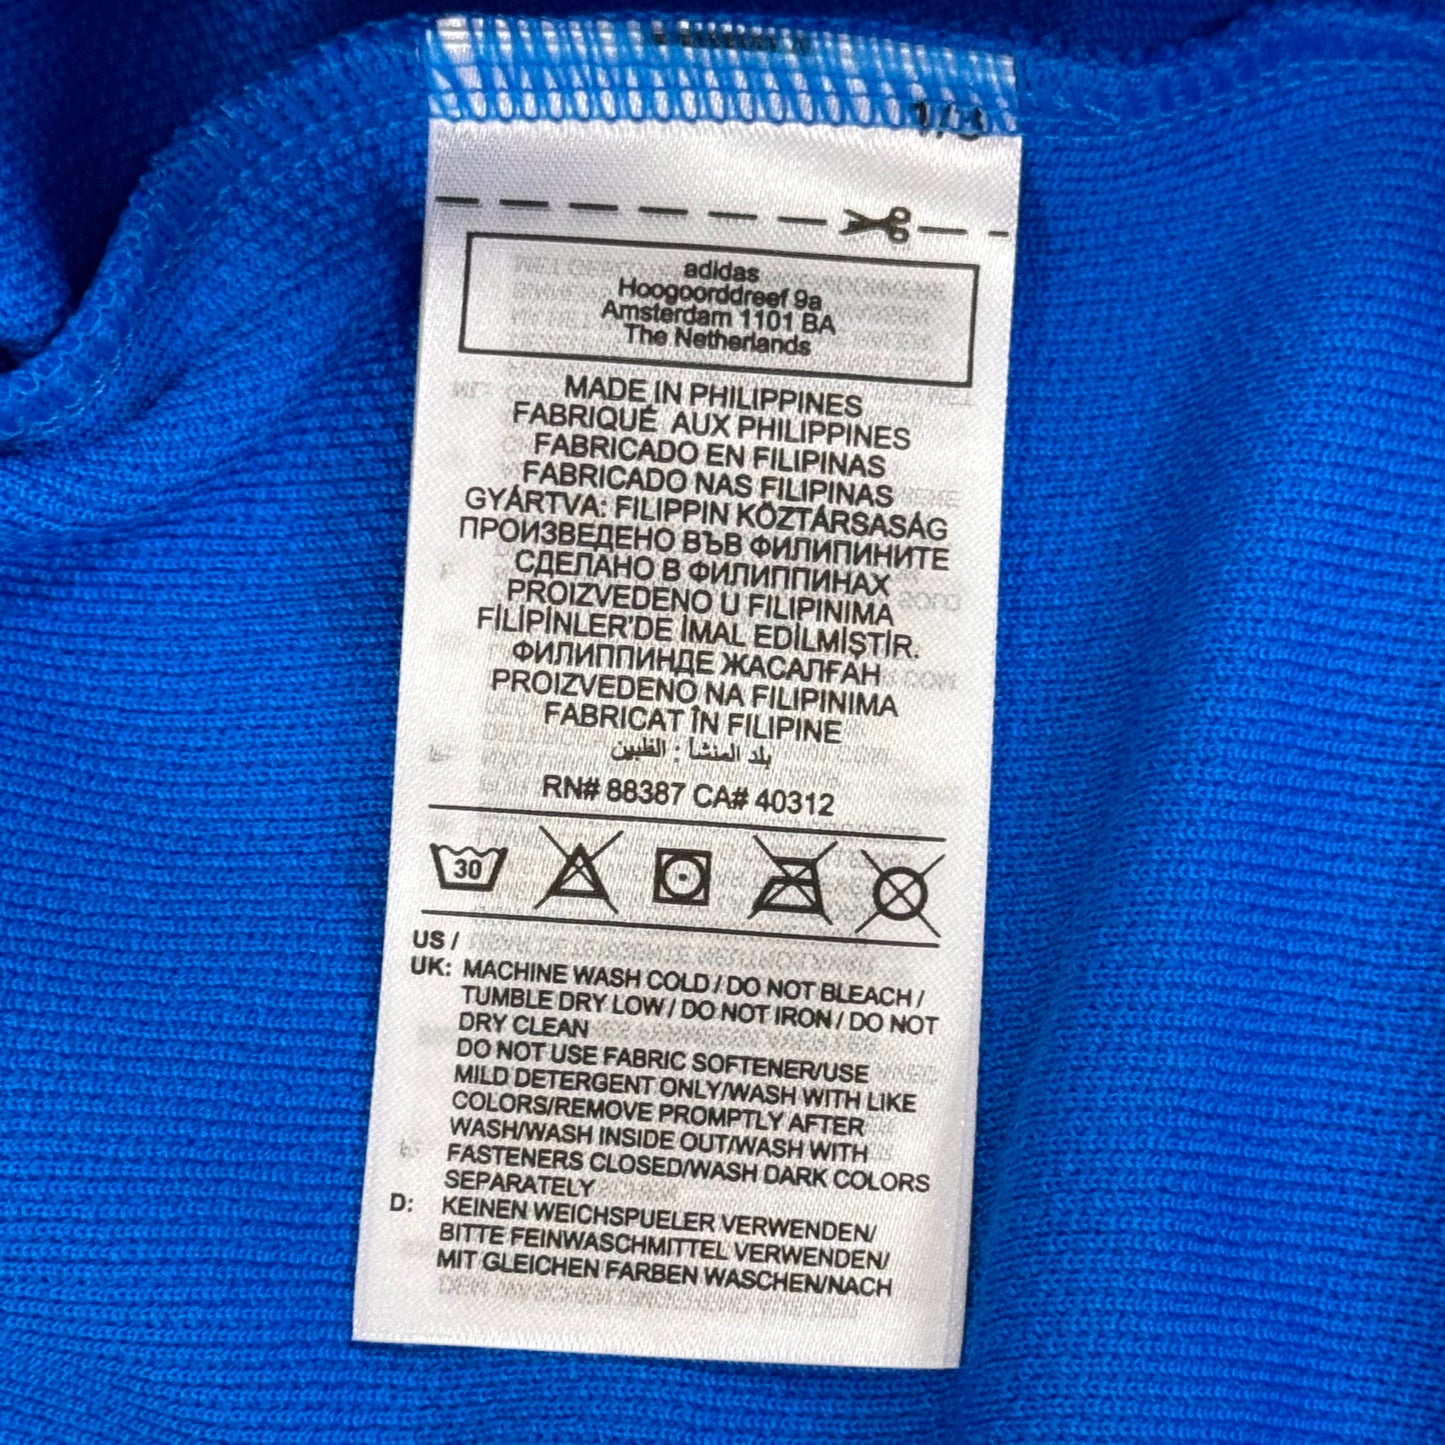 1/3
adidas
Hoogoorddreef 9a
Amsterdam 1101 BA
The Netherlands
MADE IN PHILIPPINES
FABRIQUÉ AUX PHILIPPINES
FABRICADO EN FILIPINAS
FABRICADO NAS FILIPINAS
GYÁRTVA: FILIPPIN KÖZTÁRSASÁG
ПРОИЗВЕДЕНО ВЪВ ФИЛИПИНИТЕ
СДЕЛАНО В ФИЛИППИНАХ
PROIZVEDENO U FILIPINIMA
FİLİPİNLER'DE İMAL EDİLMİŞTİR.
ФИЛИППИНДЕ ЖАСАЛҒАН
PROIZVEDENO NA FILIPINIMA
FABRICAT ÎN FILIPINE
بلد المنشأ : الفلبين
RN# 88387 CA# 40312
30
US /
UK: MACHINE WASH COLD / DO NOT BLEACH /
TUMBLE DRY LOW / DO NOT IRON / DO NOT
DRY CLEAN
DO NOT USE FABRIC SOFTENER/USE
MILD DETERGENT ONLY/WASH WITH LIKE
COLORS/REMOVE PROMPTLY AFTER
WASH/WASH INSIDE OUT/WASH WITH
FASTENERS CLOSED/WASH DARK COLORS
SEPARATELY
D: KEINEN WEICHSPUELER VERWENDEN/
BITTE FEINWASCHMITTEL VERWENDEN/
MIT GLEICHEN FARBEN WASCHEN/NACH